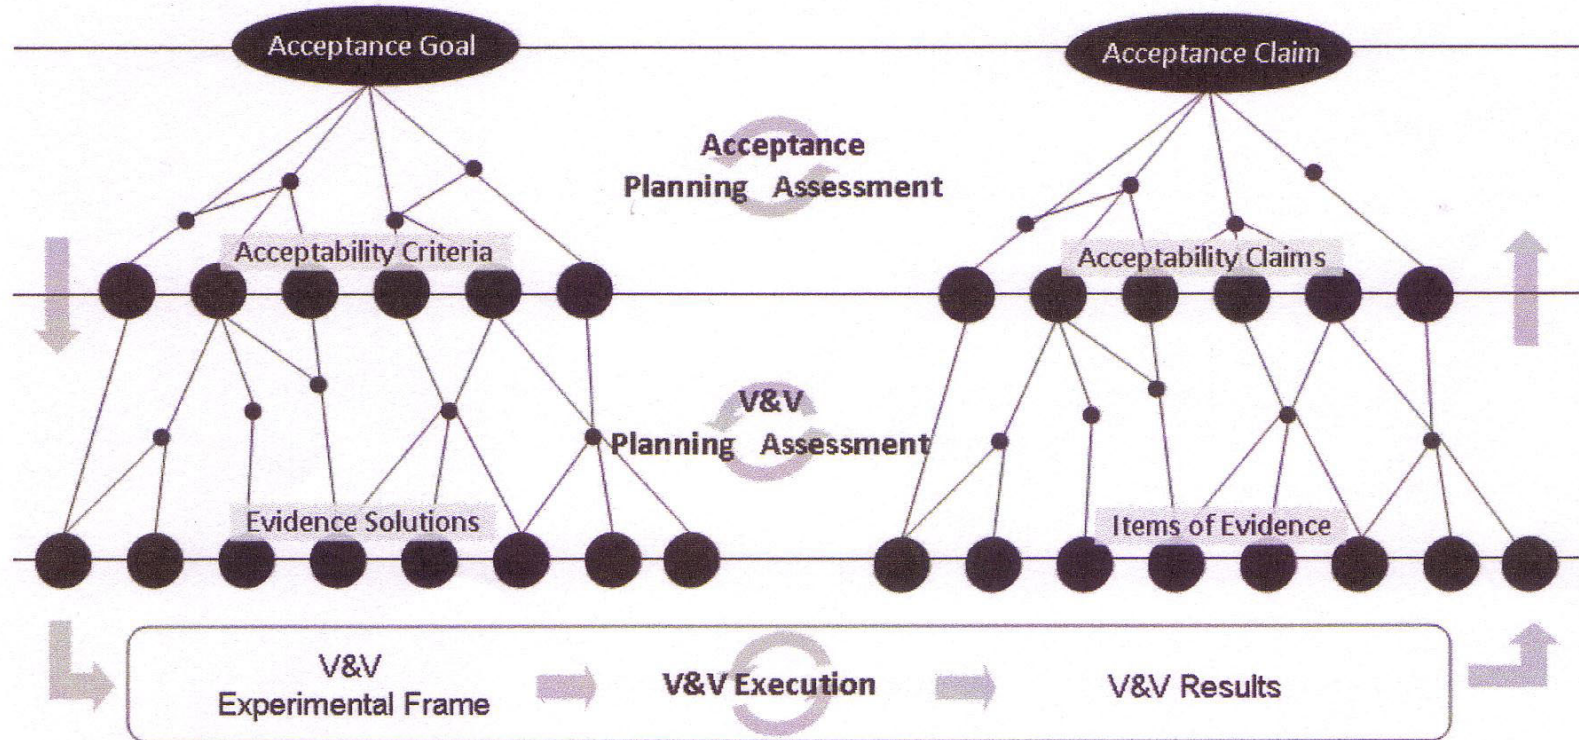 Acceptance Goal
Acceptance Claim
Acceptance
Planning Assessment
Acceptability Criteria
Acceptability Claims
V&V
Planning Assessment
Evidence Solutions
Items of Evidence
V&V
Experimental Frame
V&V Execution
V&V Results